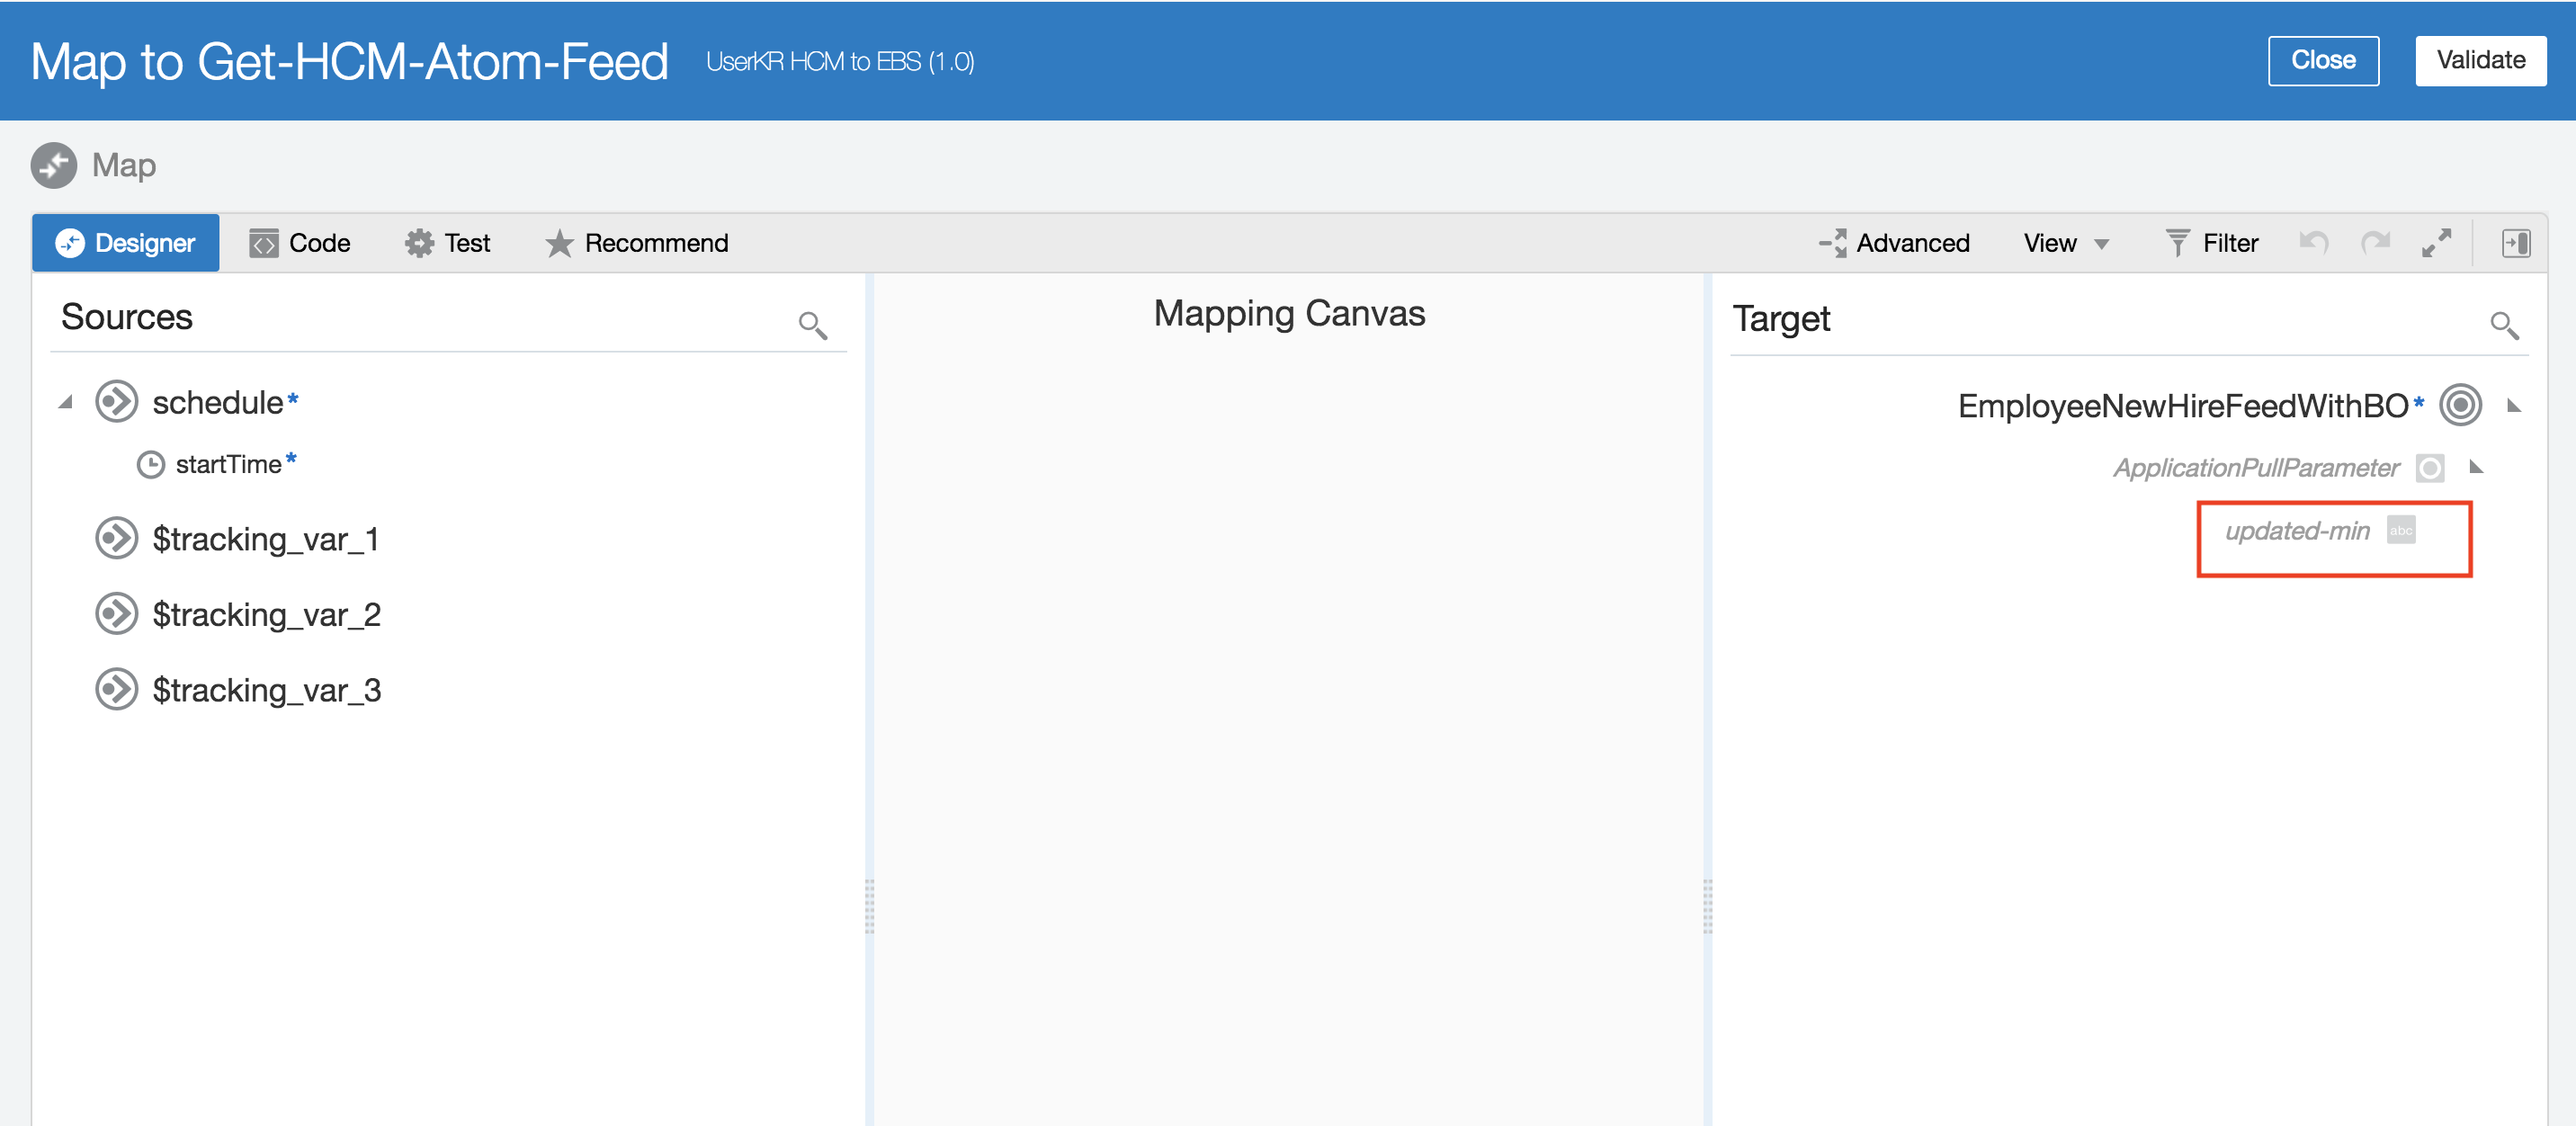 Map to Get-HCM-Atom-Feed UserKR HCM to EBS (1.0) Close Validate
Map
Designer Code Test Recommend Advanced View Filter
Sources Mapping Canvas Target
schedule* EmployeeNewHireFeedWithBO*
startTime* ApplicationPullParameter
updated-min abc
$tracking_var_1
$tracking_var_2
$tracking_var_3